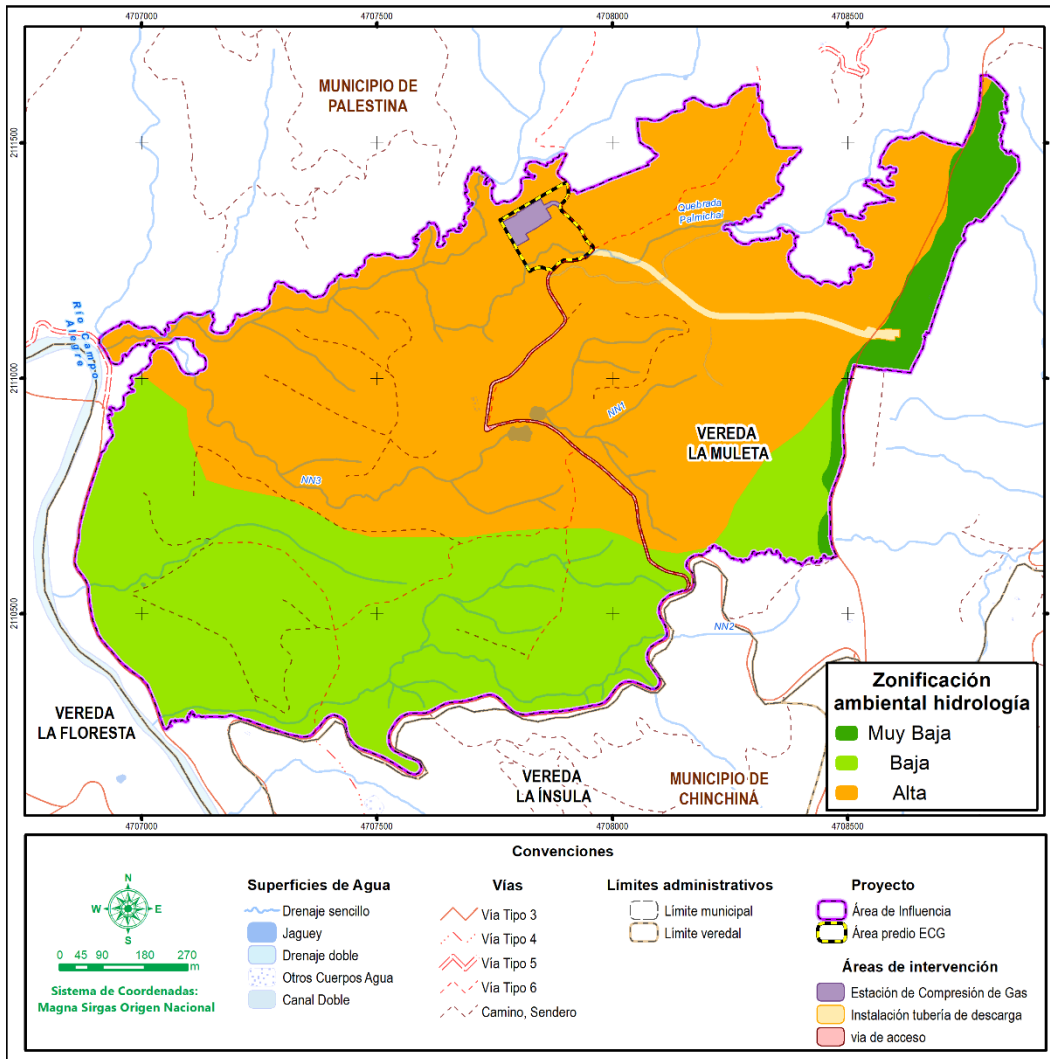 4707000
4707500
4708000
4708500
2111500
2111000
2110500
MUNICIPIO DE
PALESTINA
Quebrada
Palmichal
Río Campo
Alegre
NN1
VEREDA
LA MULETA
NN3
NN2
VEREDA
LA FLORESTA
VEREDA
LA ÍNSULA
MUNICIPIO DE
CHINCHINÁ
Zonificación
ambiental hidrología
Muy Baja
Baja
Alta
4707000
4707500
4708000
4708500
Convenciones
N
W
E
S
0 45 90 180 270
m
Sistema de Coordenadas:
Magna Sirgas Origen Nacional
Superficies de Agua
Drenaje sencillo
Jaguey
Drenaje doble
Otros Cuerpos Agua
Canal Doble
Vías
Vía Tipo 3
Vía Tipo 4
Vía Tipo 5
Vía Tipo 6
Camino, Sendero
Límites administrativos
Límite municipal
Limite veredal
Proyecto
Área de Influencia
Área predio ECG
Áreas de intervención
Estación de Compresión de Gas
Instalación tubería de descarga
via de acceso